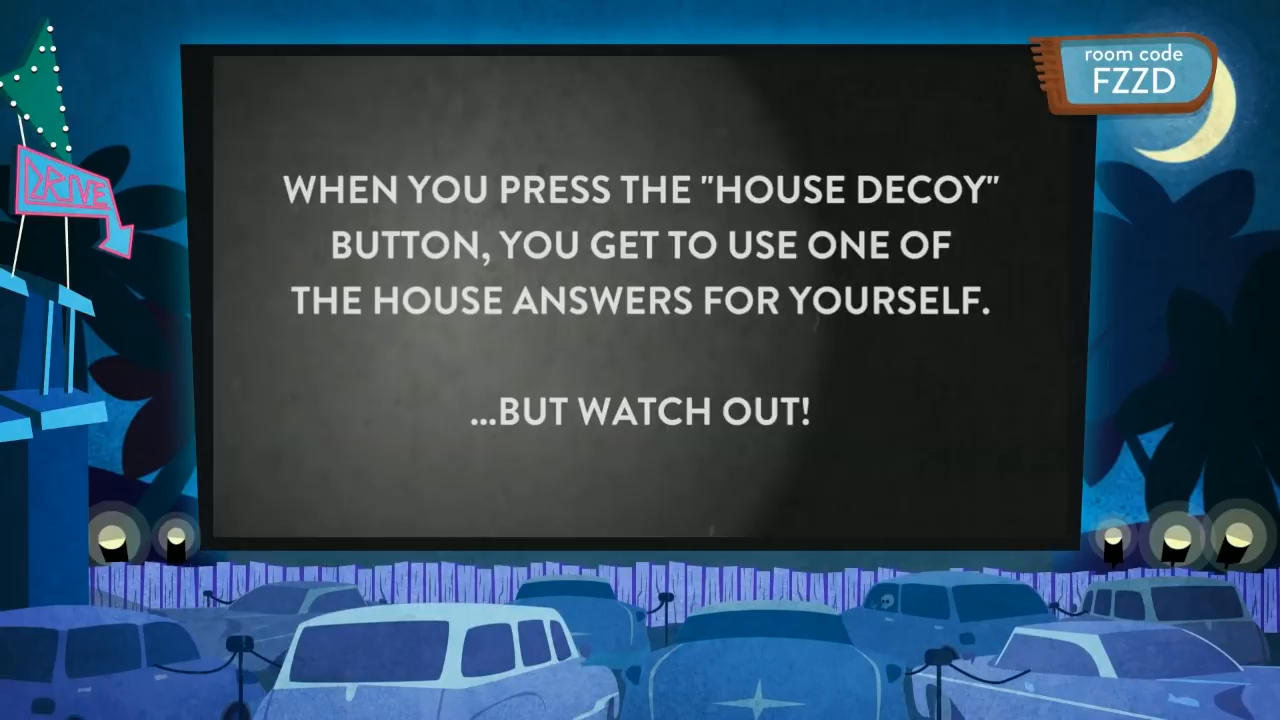 room code
FZZD
DRIVE
WHEN YOU PRESS THE "HOUSE DECOY"
BUTTON, YOU GET TO USE ONE OF
THE HOUSE ANSWERS FOR YOURSELF.
...BUT WATCH OUT!